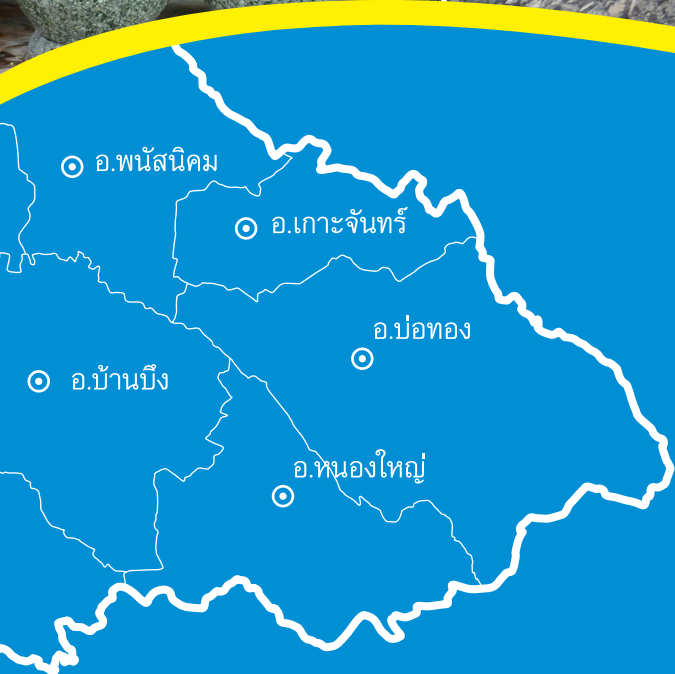 อ.พนัสนิคม
อ.เกาะจันทร์
อ.บ่อทอง
อ.บ้านบึง
อ.หนองใหญ่